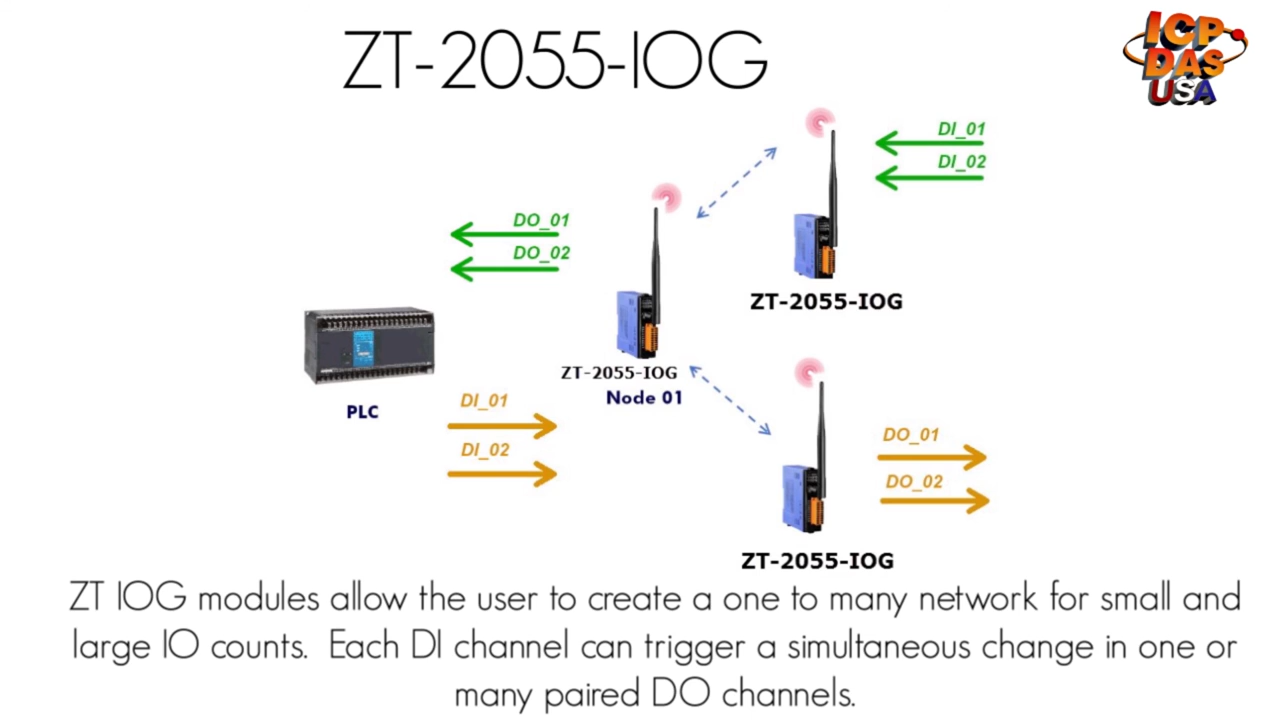 ZT-2055-IOG
ICP
DAS
USA
DI_01
DI_02
DO_01
DO_02
ZT-2055-IOG
ZT-2055-IOG
Node 01
PLC
DI_01
DI_02
DO_01
DO_02
ZT-2055-IOG
ZT IOG modules allow the user to create a one to many network for small and
large IO counts. Each DI channel can trigger a simultaneous change in one or
many paired DO channels.